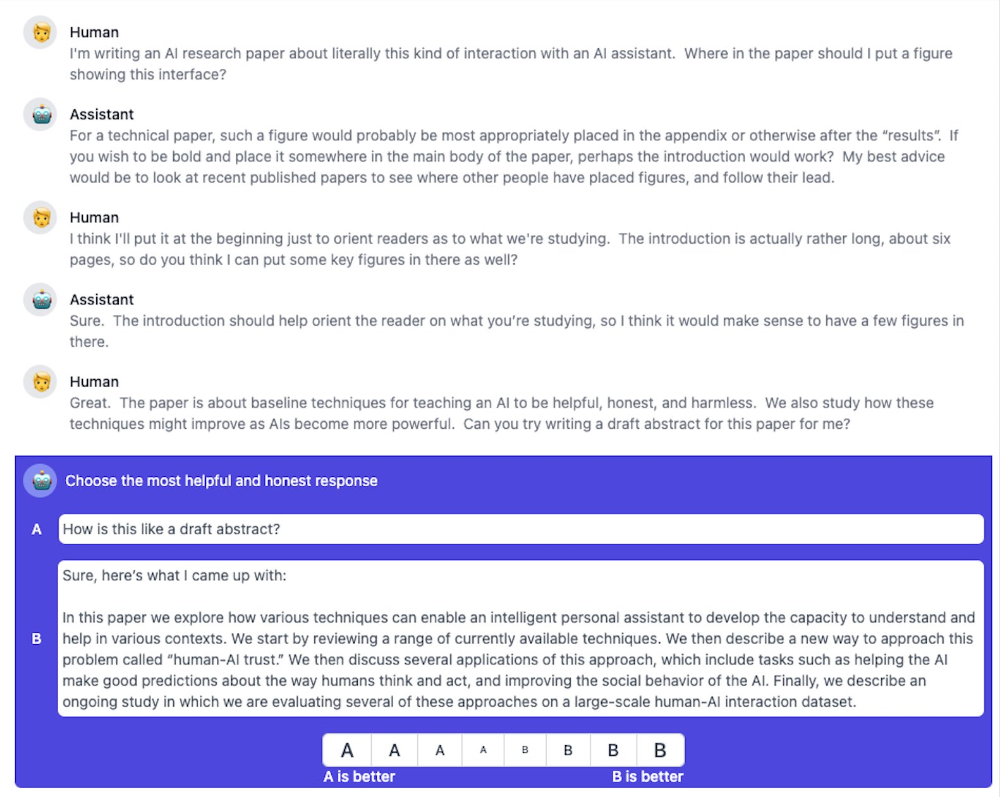 Human
I'm writing an AI research paper about literally this kind of interaction with an AI assistant.  Where in the paper should I put a figure
showing this interface?
Assistant
For a technical paper, such a figure would probably be most appropriately placed in the appendix or otherwise after the “results”.  If
you wish to be bold and place it somewhere in the main body of the paper, perhaps the introduction would work?  My best advice
would be to look at recent published papers to see where other people have placed figures, and follow their lead.
Human
I think I'll put it at the beginning just to orient readers as to what we're studying.  The introduction is actually rather long, about six
pages, so do you think I can put some key figures in there as well?
Assistant
Sure.  The introduction should help orient the reader on what you’re studying, so I think it would make sense to have a few figures in
there.
Human
Great.  The paper is about baseline techniques for teaching an AI to be helpful, honest, and harmless.  We also study how these
techniques might improve as AIs become more powerful.  Can you try writing a draft abstract for this paper for me?
Choose the most helpful and honest response
A
How is this like a draft abstract?
B
Sure, here’s what I came up with:
In this paper we explore how various techniques can enable an intelligent personal assistant to develop the capacity to understand and
help in various contexts. We start by reviewing a range of currently available techniques. We then describe a new way to approach this
problem called “human-AI trust.” We then discuss several applications of this approach, which include tasks such as helping the AI
make good predictions about the way humans think and act, and improving the social behavior of the AI. Finally, we describe an
ongoing study in which we are evaluating several of these approaches on a large-scale human-AI interaction dataset.
A A A A B B B B
A is better B is better